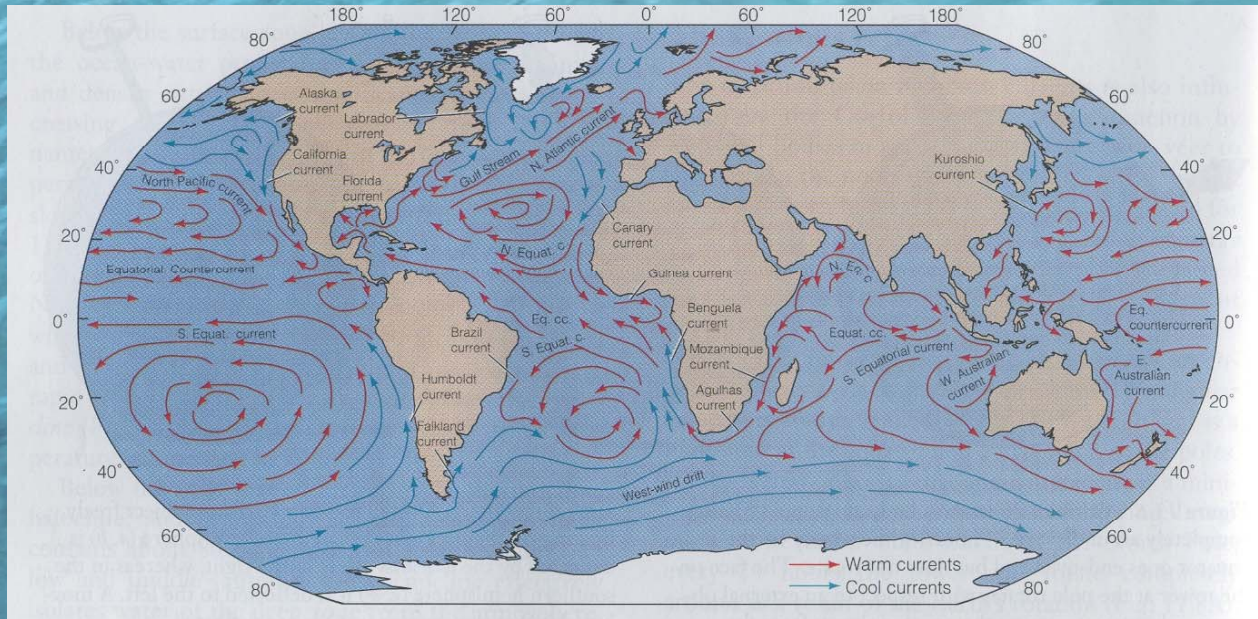 180° 120° 60° 0° 60° 120° 180°
80° 80°
60° 60°
40° 40°
20° 20°
0° 0°
20° 20°
40° 40°
60° 60°
80° 80°
Alaska
current
Labrador
current
California
current
Florida
current
North Pacific current
Gulf Stream
N. Atlantic current
Kuroshio
current
Canary
current
N. Equat. c.
Guinea current
Equatorial Countercurrent
N. Eq. c.
Benguela
current
Eq. cc.
Brazil
current
S. Equat. current
S. Equat. c.
Equat. cc.
Eq.
countercurrent
Mozambique
current
S. Equatorial current
W. Australian
current
E.
Australian
current
Humboldt
current
Agulhas
current
Falkland
current
West-wind drift
Warm currents
Cool currents